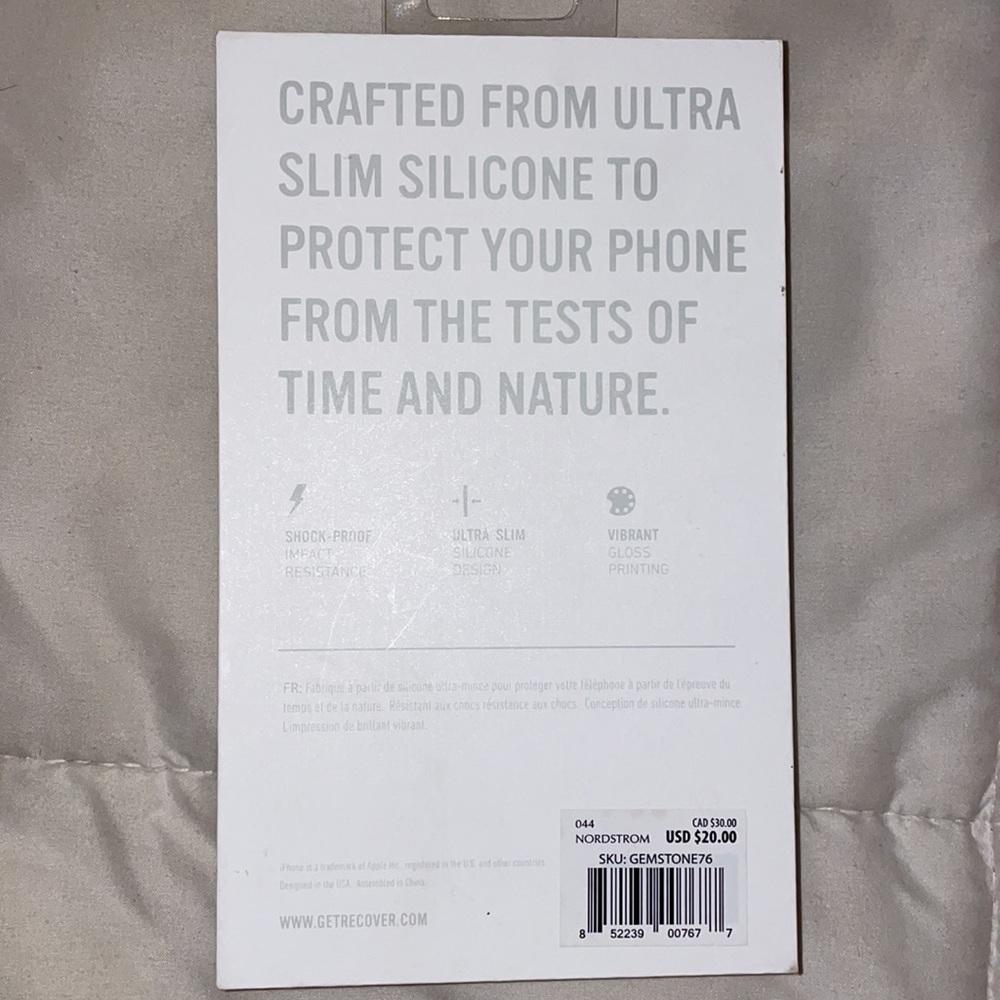 CRAFTED FROM ULTRA
SLIM SILICONE TO
PROTECT YOUR PHONE
FROM THE TESTS OF
TIME AND NATURE.
SHOCK-PROOF
IMPACT
RESISTANCE
ULTRA SLIM
SILICONE
DESIGN
VIBRANT
GLOSS
PRINTING
FR: Fabriqué à partir de silicone ultra-mince pour protéger votre téléphone à partir de l'épreuve du
temps et de la nature. Résistant aux chocs résistance aux chocs. Conception de silicone ultra-mince.
L'impression de brillant vibrant.
044
CAD $30.00
NORDSTROM USD $20.00
SKU: GEMSTONE76
8 52239 00767 7
iPhone is a trademark of Apple Inc., registered in the U.S. and other countries.
Designed in the USA. Assembled in China.
WWW.GETRECOVER.COM